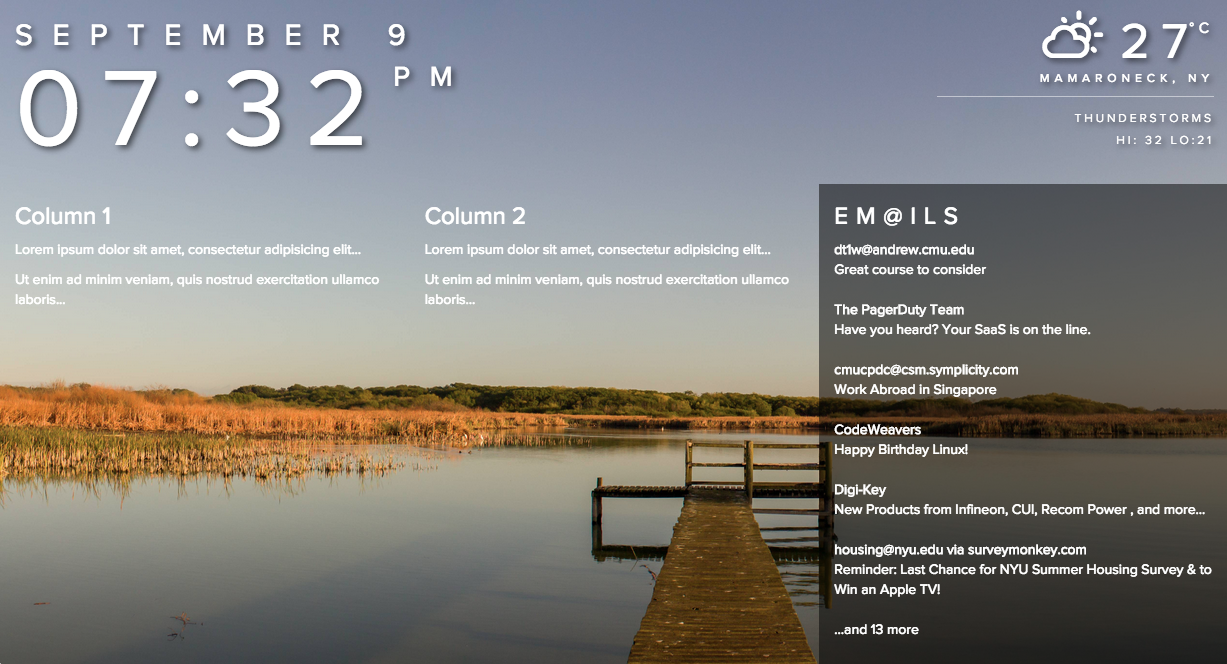 SEPTEMBER 9
07:32 PM
27°C
MAMARONECK, NY
THUNDERSTORMS
HI: 32 LO:21
Column 1
Lorem ipsum dolor sit amet, consectetur adipisicing elit...
Ut enim ad minim veniam, quis nostrud exercitation ullamco
laboris...
Column 2
Lorem ipsum dolor sit amet, consectetur adipisicing elit...
Ut enim ad minim veniam, quis nostrud exercitation ullamco
laboris...
EM@ILS
dt1w@andrew.cmu.edu
Great course to consider
The PagerDuty Team
Have you heard? Your SaaS is on the line.
cmucpdc@csm.symplicity.com
Work Abroad in Singapore
CodeWeavers
Happy Birthday Linux!
Digi-Key
New Products from Infineon, CUI, Recom Power , and more...
housing@nyu.edu via surveymonkey.com
Reminder: Last Chance for NYU Summer Housing Survey & to
Win an Apple TV!
...and 13 more